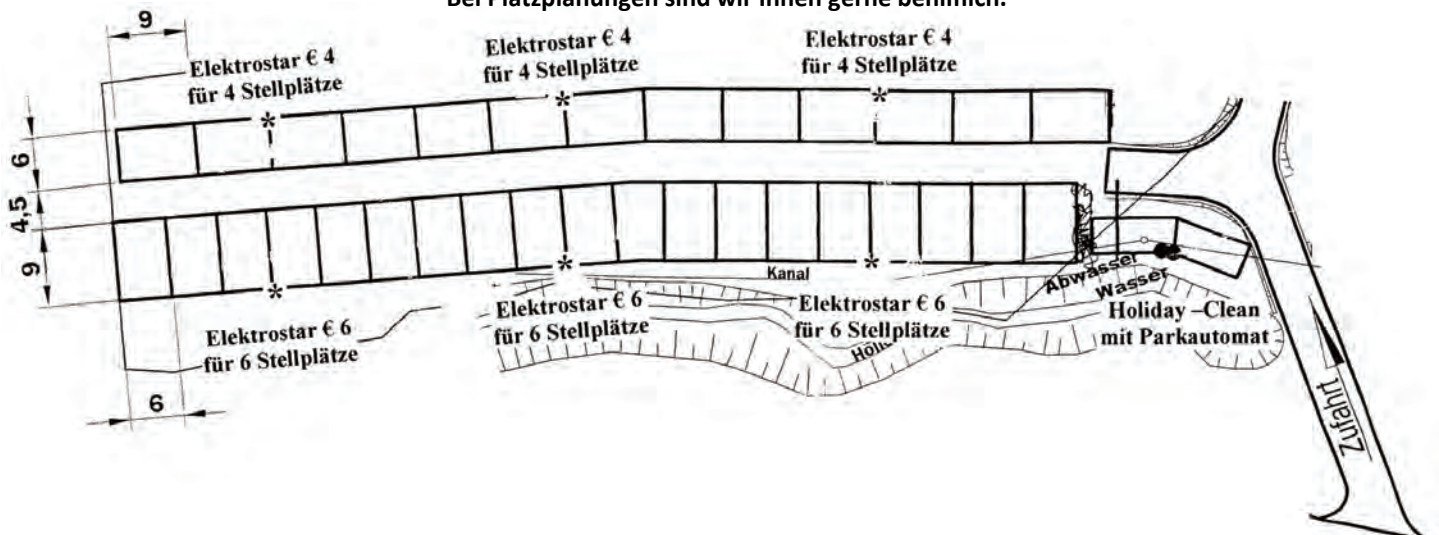 Bei Platzplanungen sind wir Ihnen gerne behilflich.
9
Elektrostar € 4
für 4 Stellplätze
Elektrostar € 4
für 4 Stellplätze
Elektrostar € 4
für 4 Stellplätze
6
4,5
9
Kanal
Abwasser
Wasser
Elektrostar € 6
für 6 Stellplätze
Elektrostar € 6
für 6 Stellplätze
Elektrostar € 6
für 6 Stellplätze
Holiday –Clean
mit Parkautomat
6
Zufahrt